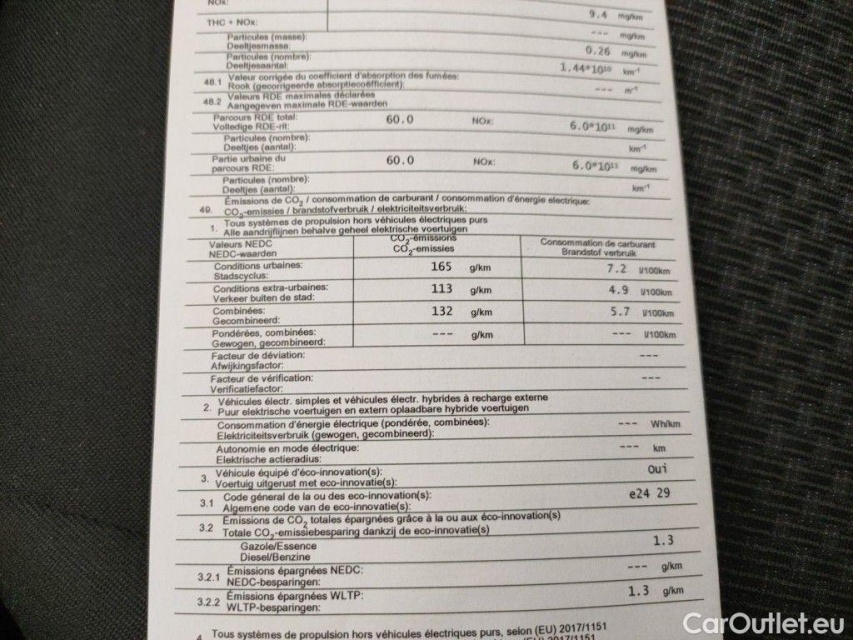 NOx:
THC + NOx: 9.4 mg/km
Particules (masse): --- mg/km
Deeltjesmassa:
Particules (nombre): 0.26 mg/km
Deeltjesaantal: 1.44*10¹⁰ km⁻¹
48.1 Valeur corrigée du coefficient d'absorption des fumées:
Rook (gecorrigeerde absorptiecoëfficient): --- m⁻¹
48.2 Valeurs RDE maximales déclarées
Aangegeven maximale RDE-waarden
Parcours RDE total: 60.0 NOx: 6.0*10¹¹ mg/km
Volledige RDE-rit:
Particules (nombre): km⁻¹
Deeltjes (aantal):
Partie urbaine du 60.0 NOx: 6.0*10¹¹ mg/km
parcours RDE:
Particules (nombre): km⁻¹
Deeltjes (aantal):
49. Émissions de CO₂ / consommation de carburant / consommation d'énergie electrique:
CO₂-emissies / brandstofverbruik / elektriciteitsverbruik:
1. Tous systèmes de propulsion hors véhicules électriques purs
Alle aandrijflijnen behalve geheel elektrische voertuigen
Valeurs NEDC CO₂-émissions Consommation de carburant
NEDC-waarden CO₂-emissies Brandstof verbruik
Conditions urbaines: 165 g/km 7.2 l/100km
Stadscyclus:
Conditions extra-urbaines: 113 g/km 4.9 l/100km
Verkeer buiten de stad:
Combinées: 132 g/km 5.7 l/100km
Gecombineerd:
Pondérées, combinées: --- g/km --- l/100km
Gewogen, gecombineerd:
Facteur de déviation: ---
Afwijkingsfactor:
Facteur de vérification: ---
Verificatiefactor:
2. Véhicules électr. simples et véhicules électr. hybrides à recharge externe
Puur elektrische voertuigen en extern oplaadbare hybride voertuigen
Consommation d'énergie électrique (pondérée, combinées): --- Wh/km
Elektriciteitsverbruik (gewogen, gecombineerd):
Autonomie en mode électrique: --- km
Elektrische actieradius:
3. Véhicule équipé d'éco-innovation(s): Oui
Voertuig uitgerust met eco-innovatie(s):
3.1 Code géneral de la ou des eco-innovation(s): e24 29
Algemene code van de eco-innovatie(s):
3.2 Émissions de CO₂ totales épargnées grâce à la ou aux éco-innovation(s)
Totale CO₂-emissiebesparing dankzij de eco-innovatie(s)
Gazole/Essence 1.3
Diesel/Benzine
3.2.1 Émissions épargnées NEDC: --- g/km
NEDC-besparingen:
3.2.2 Émissions épargnées WLTP: 1.3 g/km
WLTP-besparingen:
4. Tous systèmes de propulsion hors véhicules électriques purs, selon (EU) 2017/1151
CarOutlet.eu